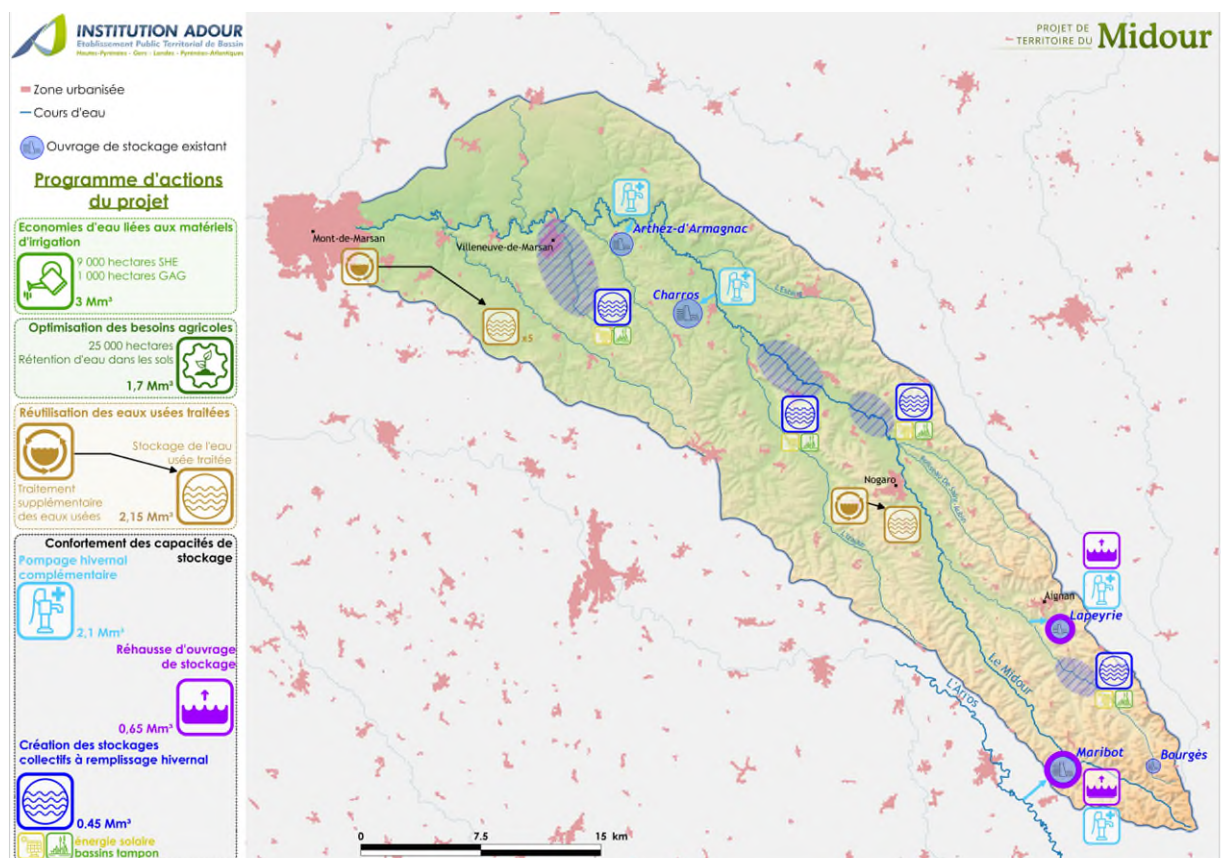 INSTITUTION ADOUR
Etablissement Public Territorial de Bassin
Hautes-Pyrénées - Gers - Landes - Pyrénées-Atlantiques
PROJET DE
TERRITOIRE DU Midour
Zone urbanisée
Cours d'eau
Ouvrage de stockage existant
Programme d'actions
du projet
Economies d'eau liées aux matériels
d'irrigation
9 000 hectares SHE
1 000 hectares GAG
3 Mm³
Optimisation des besoins agricoles
25 000 hectares
Rétention d'eau dans les sols
1,7 Mm³
Réutilisation des eaux usées traitées
Stockage de l'eau
usée traitée
Traitement
supplémentaire
des eaux usées
2,15 Mm³
Confortement des capacités de
stockage
Pompage hivernal
complémentaire
2,1 Mm³
Réhausse d'ouvrage
de stockage
0,65 Mm³
Création des stockages
collectifs à remplissage hivernal
0,45 Mm³
énergie solaire
bassins tampon
Mont-de-Marsan
Villeneuve-de-Marsan
Arthez-d'Armagnac
Charros
L'Estang
x5
Nogaro
L'Izaute
Aignan
Lapeyrie
Le Midour
L'Arros
Maribot
Bourgès
0
7.5
15 km